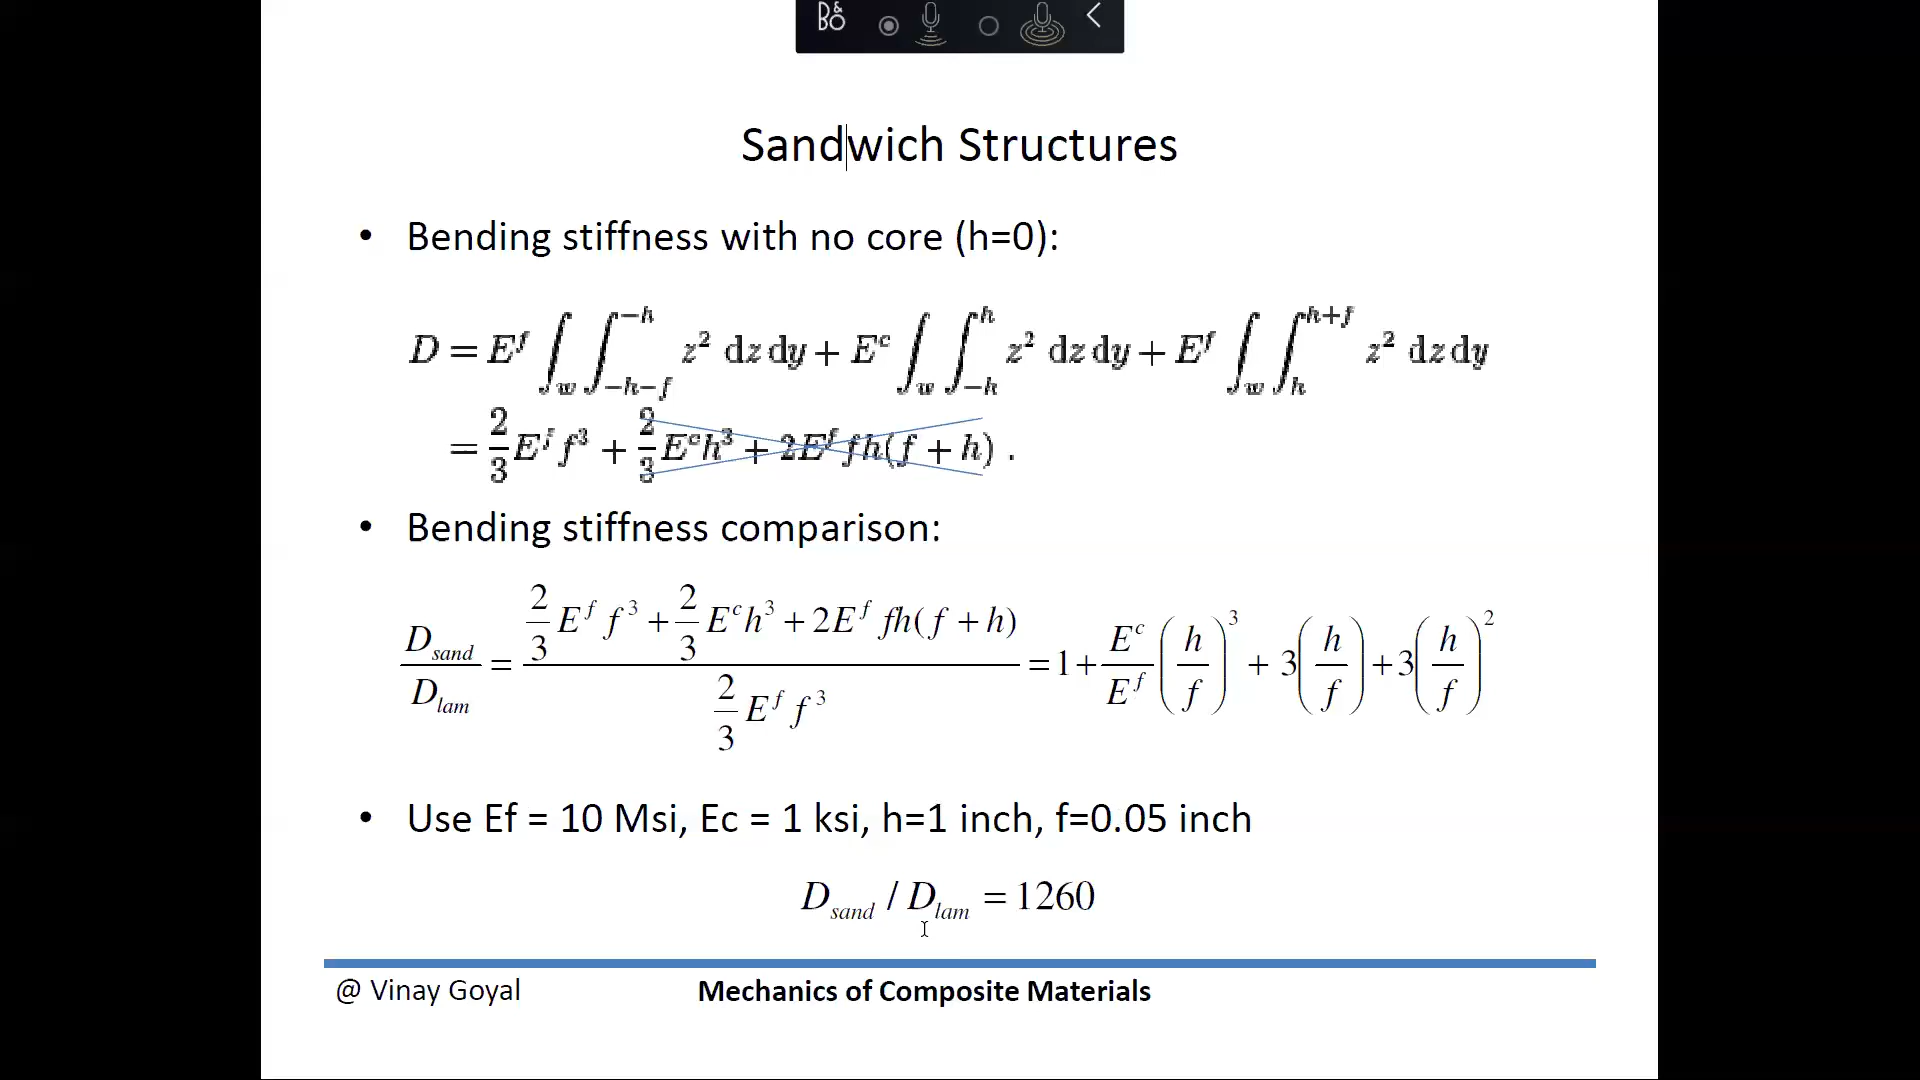 B&O
Sandwich Structures
• Bending stiffness with no core (h=0):
D = E^f ∫_w ∫_{-h-f}^{-h} z² dz dy + E^c ∫_w ∫_{-h}^{h} z² dz dy + E^f ∫_w ∫_h^{h+f} z² dz dy
= 2/3 E^f f³ + 2/3 E^c h³ + 2E^f fh(f + h) .
• Bending stiffness comparison:
D_sand / D_lam = (2/3 E^f f³ + 2/3 E^c h³ + 2E^f fh(f + h)) / (2/3 E^f f³) = 1 + E^c/E^f (h/f)³ + 3(h/f) + 3(h/f)²
• Use Ef = 10 Msi, Ec = 1 ksi, h=1 inch, f=0.05 inch
D_sand / D_lam = 1260
@ Vinay Goyal
Mechanics of Composite Materials